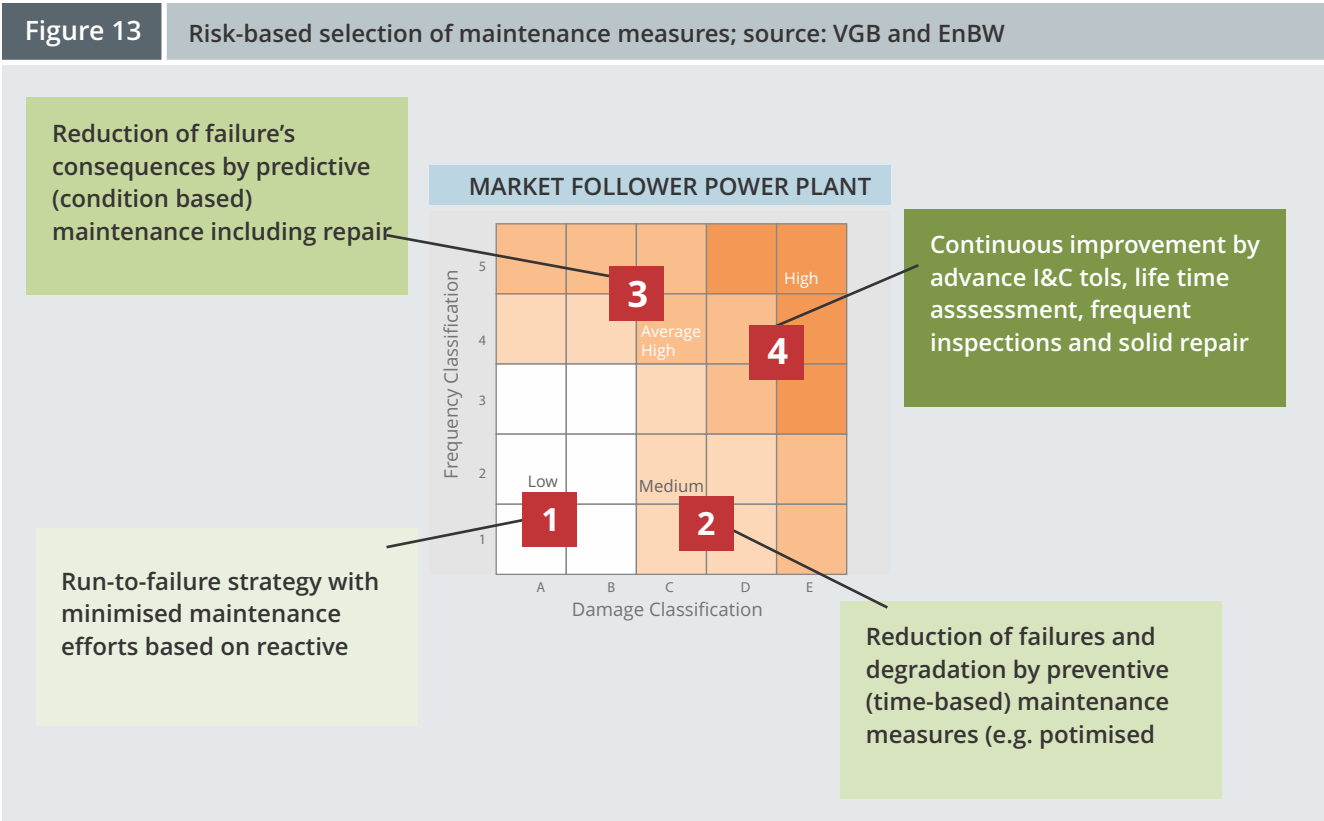 Figure 13
Risk-based selection of maintenance measures; source: VGB and EnBW
Reduction of failure's
consequences by predictive
(condition based)
maintenance including repair
MARKET FOLLOWER POWER PLANT
Continuous improvement by
advance I&C tols, life time
asssessment, frequent
inspections and solid repair
Frequency Classification
5
4
3
2
1
High
3
Average
High
4
Low
Medium
1
2
A B C D E
Damage Classification
Run-to-failure strategy with
minimised maintenance
efforts based on reactive
Reduction of failures and
degradation by preventive
(time-based) maintenance
measures (e.g. potimised